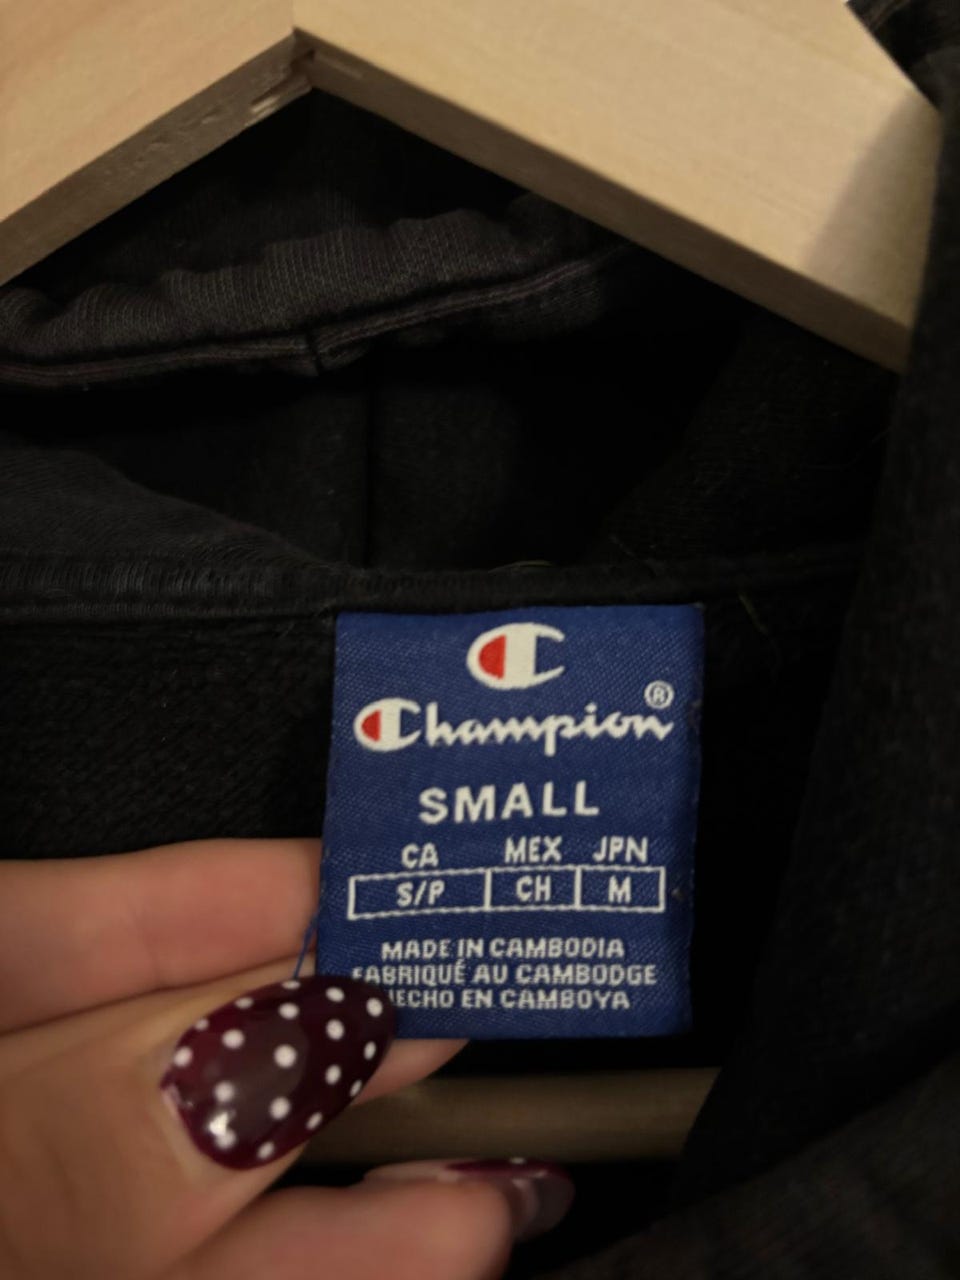 Champion®
SMALL
CA MEX JPN
S/P CH M
MADE IN CAMBODIA
FABRIQUÉ AU CAMBODGE
HECHO EN CAMBOYA